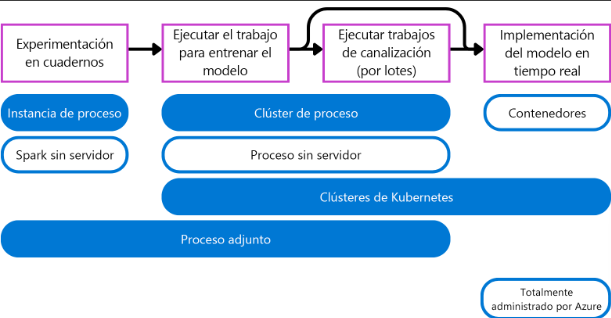 Experimentación
en cuadernos
Ejecutar el trabajo
para entrenar el
modelo
Ejecutar trabajos
de canalización
(por lotes)
Implementación
del modelo en
tiempo real
Instancia de proceso
Clúster de proceso
Contenedores
Spark sin servidor
Proceso sin servidor
Clústeres de Kubernetes
Proceso adjunto
Totalmente
administrado por Azure